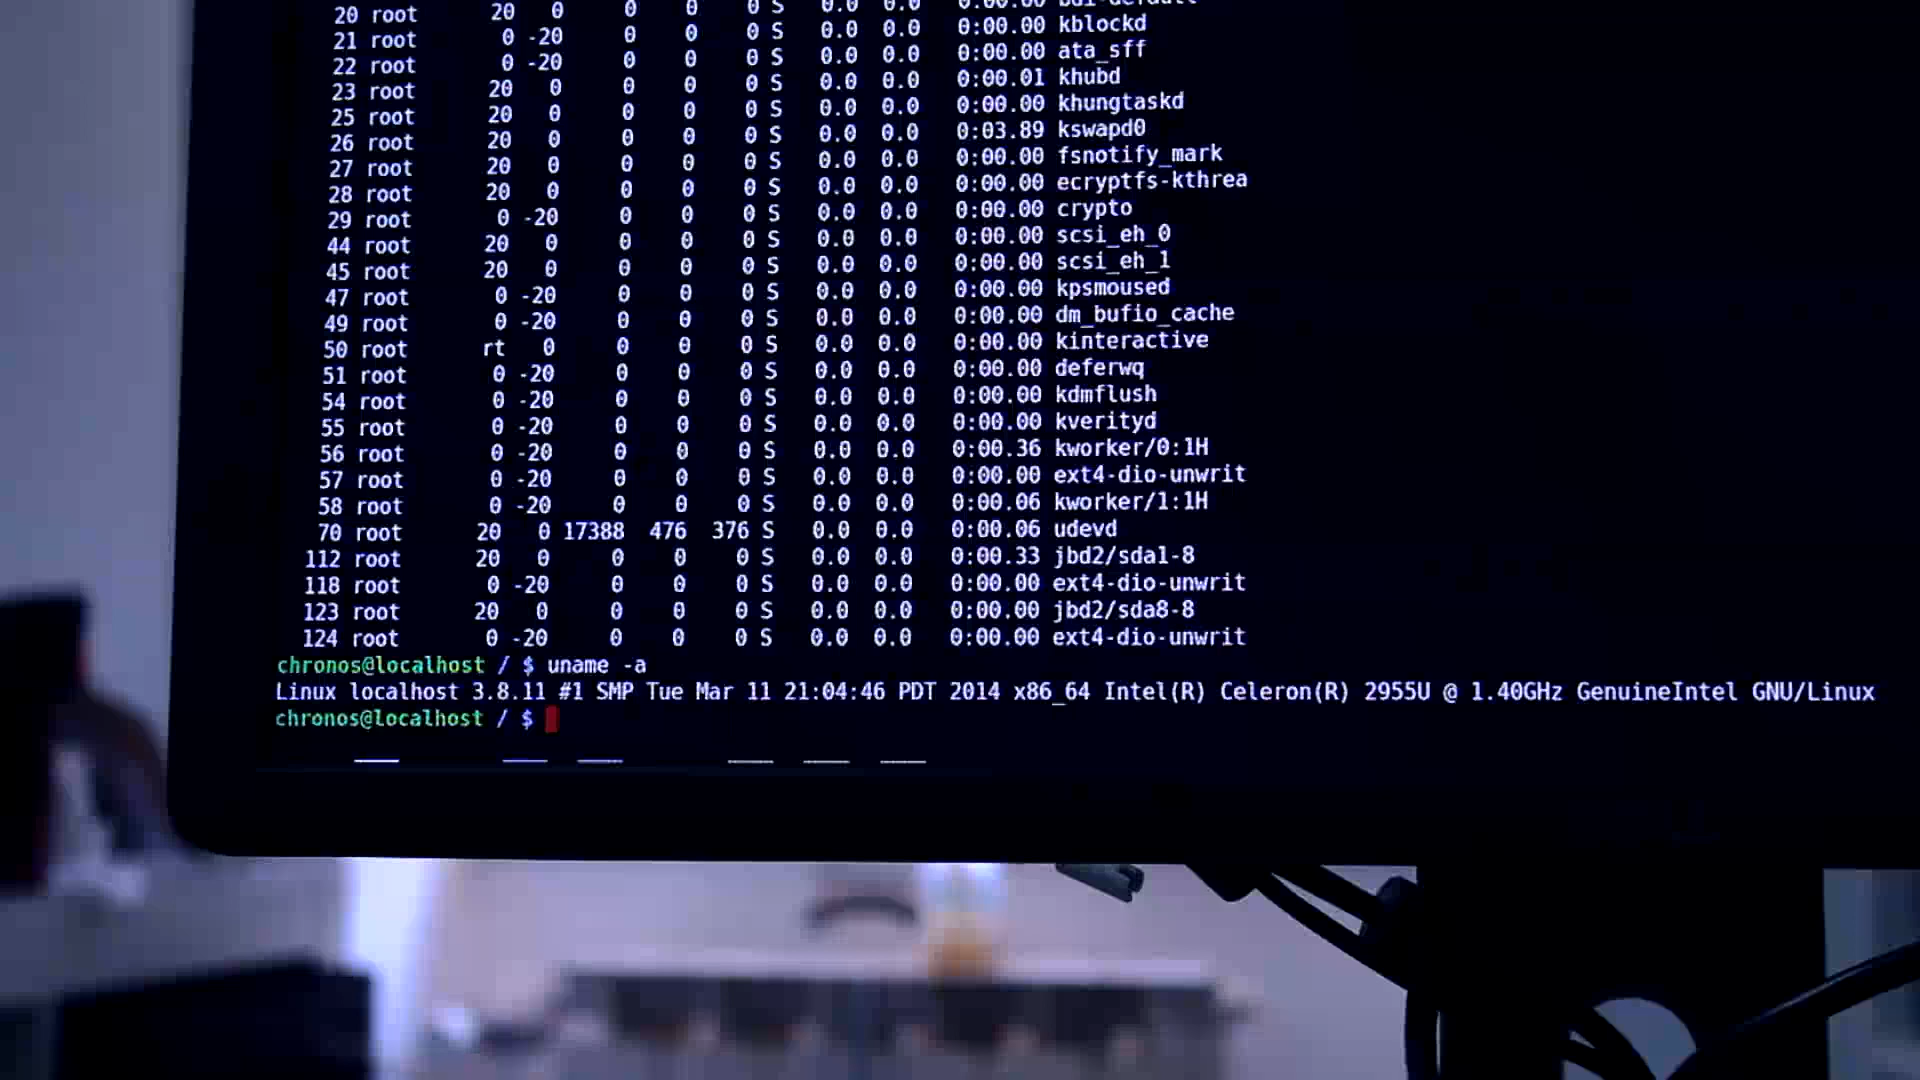 20 root 20 0 0 0 0 S 0.0 0.0 0:00.00 bdi-default
21 root 0 -20 0 0 0 S 0.0 0.0 0:00.00 kblockd
22 root 0 -20 0 0 0 S 0.0 0.0 0:00.00 ata_sff
23 root 20 0 0 0 0 S 0.0 0.0 0:00.01 khubd
25 root 20 0 0 0 0 S 0.0 0.0 0:00.00 khungtaskd
26 root 20 0 0 0 0 S 0.0 0.0 0:03.89 kswapd0
27 root 20 0 0 0 0 S 0.0 0.0 0:00.00 fsnotify_mark
28 root 20 0 0 0 0 S 0.0 0.0 0:00.00 ecryptfs-kthrea
29 root 0 -20 0 0 0 S 0.0 0.0 0:00.00 crypto
44 root 20 0 0 0 0 S 0.0 0.0 0:00.00 scsi_eh_0
45 root 20 0 0 0 0 S 0.0 0.0 0:00.00 scsi_eh_1
47 root 0 -20 0 0 0 S 0.0 0.0 0:00.00 kpsmoused
49 root 0 -20 0 0 0 S 0.0 0.0 0:00.00 dm_bufio_cache
50 root rt 0 0 0 0 S 0.0 0.0 0:00.00 kinteractive
51 root 0 -20 0 0 0 S 0.0 0.0 0:00.00 deferwq
54 root 0 -20 0 0 0 S 0.0 0.0 0:00.00 kdmflush
55 root 0 -20 0 0 0 S 0.0 0.0 0:00.00 kverityd
56 root 0 -20 0 0 0 S 0.0 0.0 0:00.36 kworker/0:1H
57 root 0 -20 0 0 0 S 0.0 0.0 0:00.00 ext4-dio-unwrit
58 root 0 -20 0 0 0 S 0.0 0.0 0:00.06 kworker/1:1H
70 root 20 0 17388 476 376 S 0.0 0.0 0:00.06 udevd
112 root 20 0 0 0 0 S 0.0 0.0 0:00.33 jbd2/sda1-8
118 root 0 -20 0 0 0 S 0.0 0.0 0:00.00 ext4-dio-unwrit
123 root 20 0 0 0 0 S 0.0 0.0 0:00.00 jbd2/sda8-8
124 root 0 -20 0 0 0 S 0.0 0.0 0:00.00 ext4-dio-unwrit
chronos@localhost / $ uname -a
Linux localhost 3.8.11 #1 SMP Tue Mar 11 21:04:46 PDT 2014 x86_64 Intel(R) Celeron(R) 2955U @ 1.40GHz GenuineIntel GNU/Linux
chronos@localhost / $